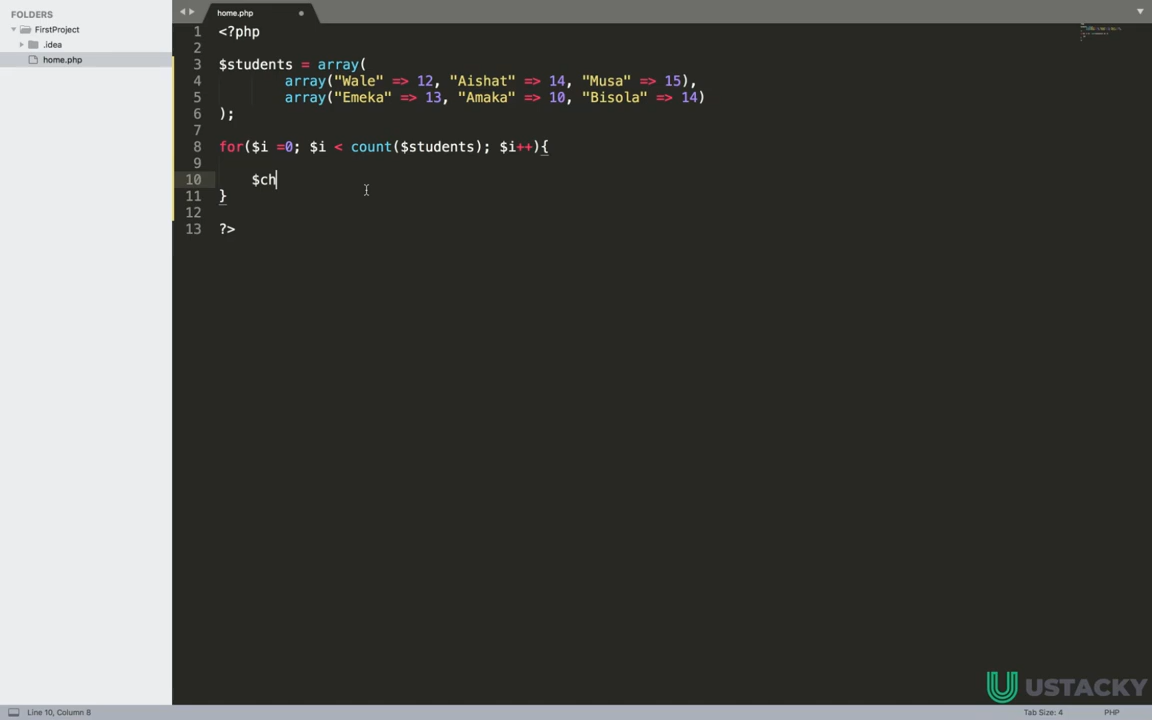 FOLDERS
FirstProject
.idea
home.php
home.php
1 <?php
2
3 $students = array(
4 array("Wale" => 12, "Aishat" => 14, "Musa" => 15),
5 array("Emeka" => 13, "Amaka" => 10, "Bisola" => 14)
6 );
7
8 for($i =0; $i < count($students); $i++){
9
10 $ch
11 }
12
13 ?>
USTACKY
Line 10, Column 8
Tab Size: 4
PHP